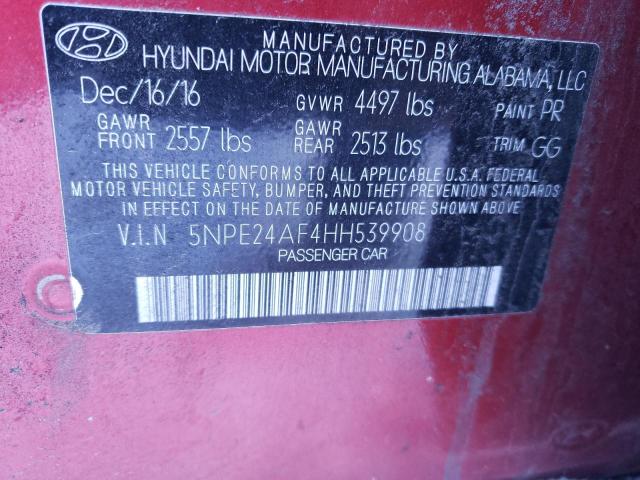 MANUFACTURED BY
HYUNDAI MOTOR MANUFACTURING ALABAMA, LLC
Dec/16/16 GVWR 4497 lbs PAINT PR
GAWR FRONT 2557 lbs GAWR REAR 2513 lbs TRIM GG
THIS VEHICLE CONFORMS TO ALL APPLICABLE U.S.A. FEDERAL
MOTOR VEHICLE SAFETY, BUMPER, AND THEFT PREVENTION STANDARDS
IN EFFECT ON THE DATE OF MANUFACTURE SHOWN ABOVE.
V.I.N 5NPE24AF4HH539908
PASSENGER CAR